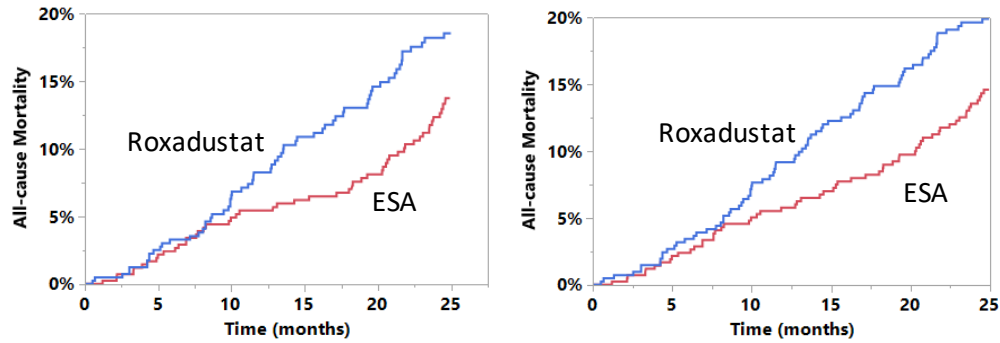 20%
15%
10%
5%
0%
All-cause Mortality
Roxadustat
ESA
0 5 10 15 20 25
Time (months)
20%
15%
10%
5%
0%
All-cause Mortality
Roxadustat
ESA
0 5 10 15 20 25
Time (months)